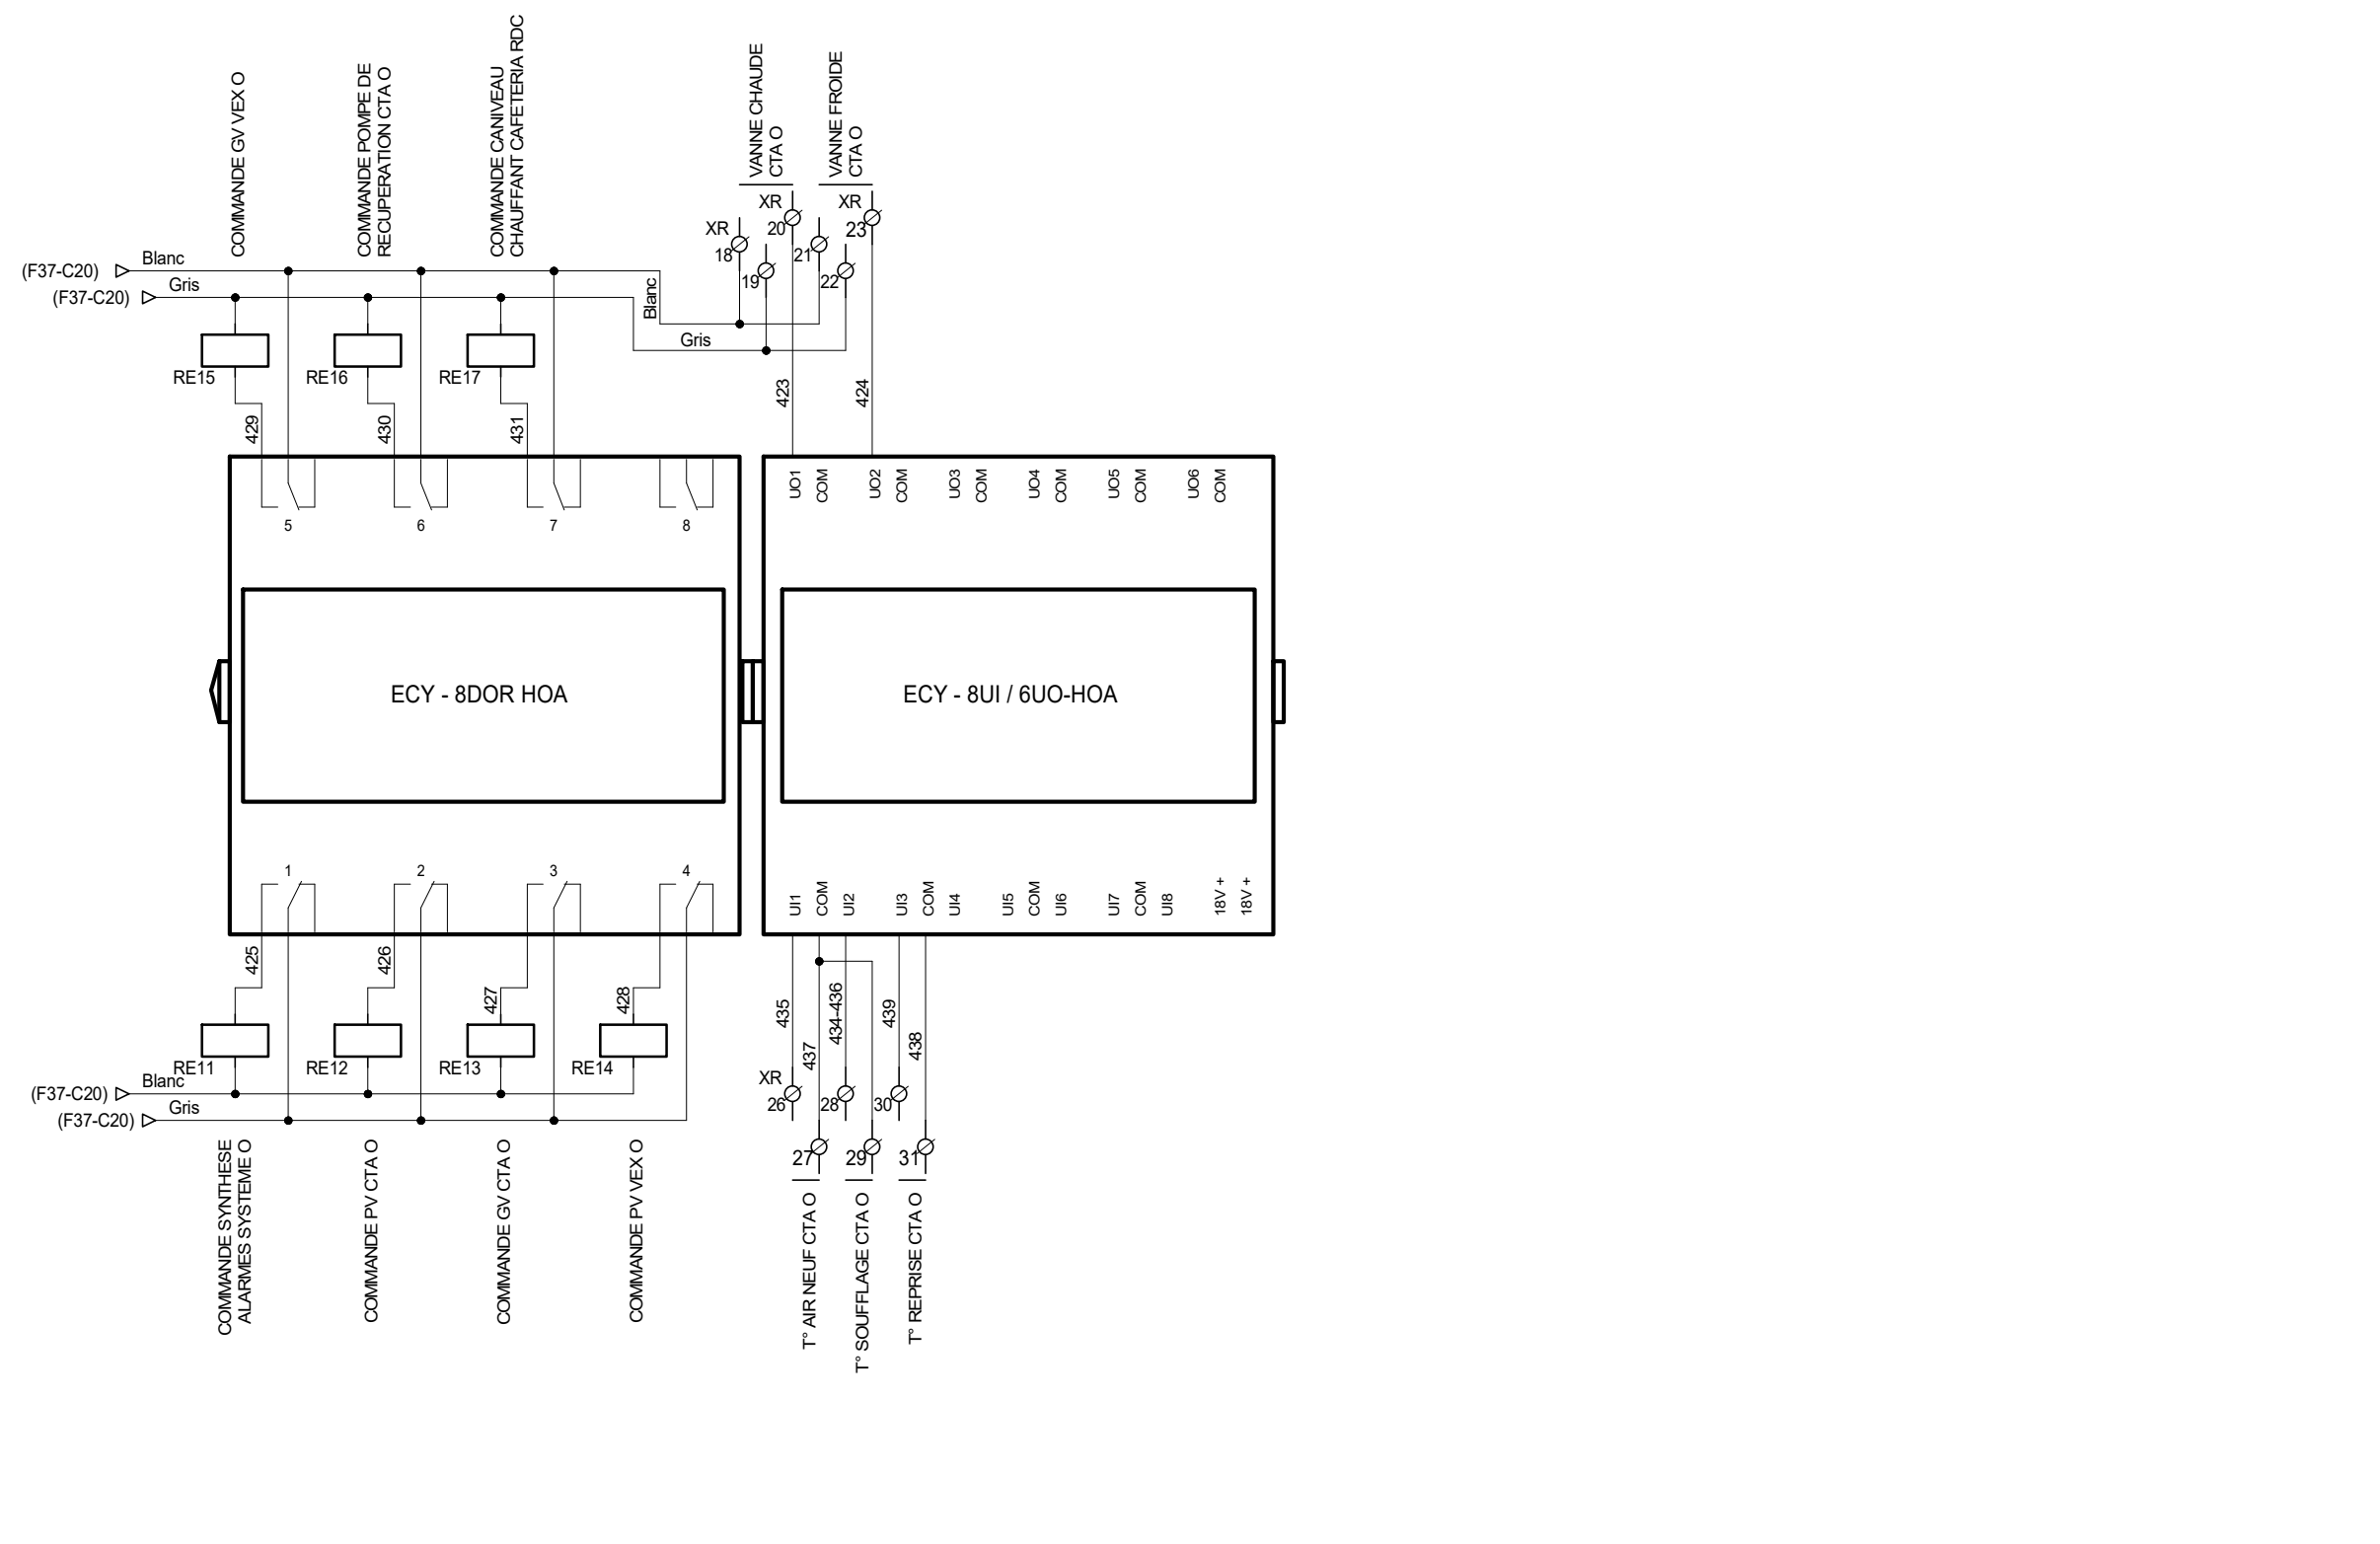 COMMANDE GV VEX O
COMMANDE POMPE DE
RECUPERATION CTA O
COMMANDE CANIVEAU
CHAUFFANT CAFETERIA RDC
VANNE CHAUDE
CTA O
VANNE FROIDE
CTA O
XR
20
XR
23
XR
18
21
19
22
(F37-C20)
Blanc
(F37-C20)
Gris
Blanc
Gris
RE15
RE16
RE17
423
424
429
430
431
5
6
7
8
UO1
COM
UO2
COM
UO3
COM
UO4
COM
UO5
COM
UO6
COM
ECY - 8DOR HOA
ECY - 8UI / 6UO-HOA
1
2
3
4
UI1
COM
UI2
UI3
COM
UI4
UI5
COM
UI6
UI7
COM
UI8
18V +
18V +
425
426
427
428
435
437
434-436
439
438
RE11
RE12
RE13
RE14
(F37-C20)
Blanc
(F37-C20)
Gris
XR
26
28
30
27
29
31
COMMANDE SYNTHESE
ALARMES SYSTEME O
COMMANDE PV CTA O
COMMANDE GV CTA O
COMMANDE PV VEX O
T° AIR NEUF CTA O
T° SOUFFLAGE CTA O
T° REPRISE CTA O